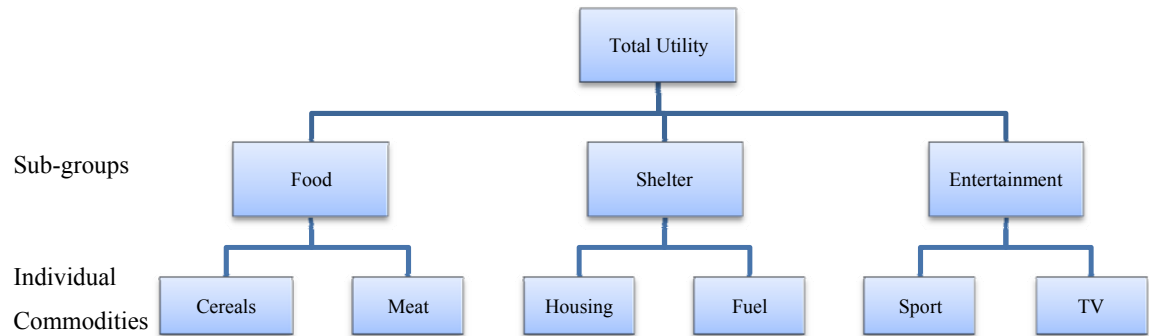 Total Utility
Sub-groups
Food
Shelter
Entertainment
Individual
Commodities
Cereals
Meat
Housing
Fuel
Sport
TV